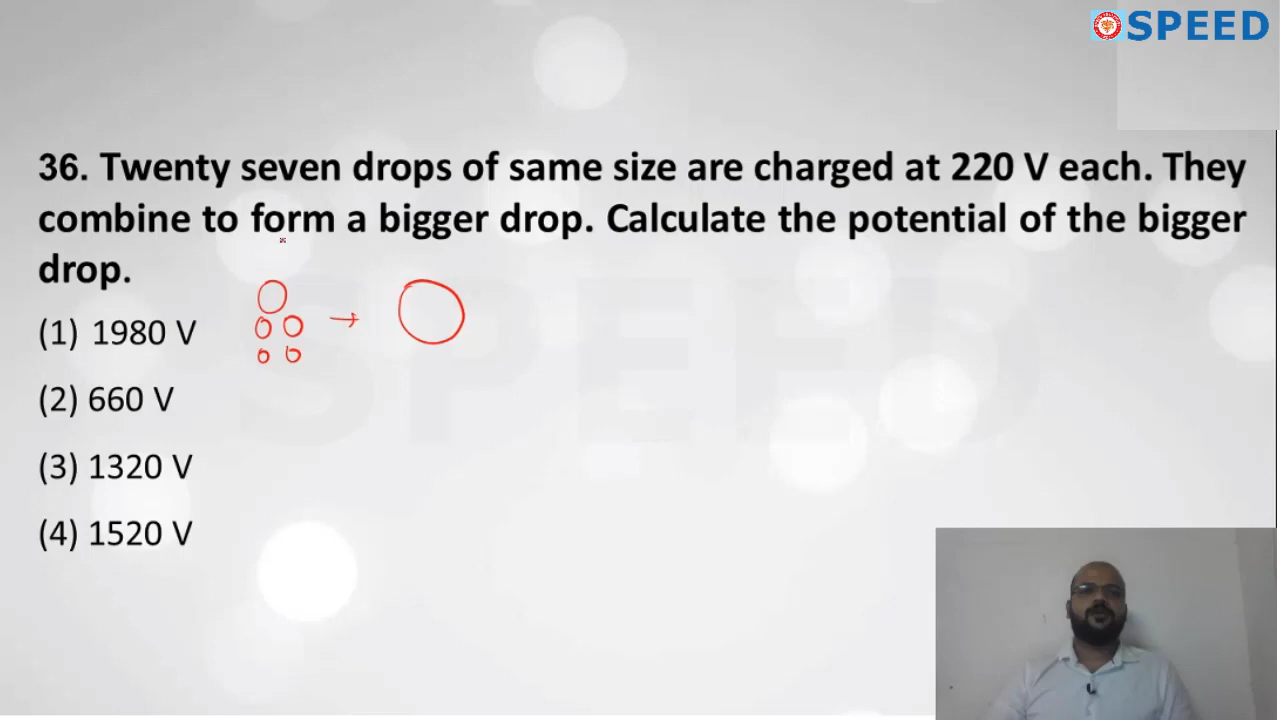 SPEED
36. Twenty seven drops of same size are charged at 220 V each. They
combine to form a bigger drop. Calculate the potential of the bigger
drop.
(1) 1980 V
(2) 660 V
(3) 1320 V
(4) 1520 V
SPEED